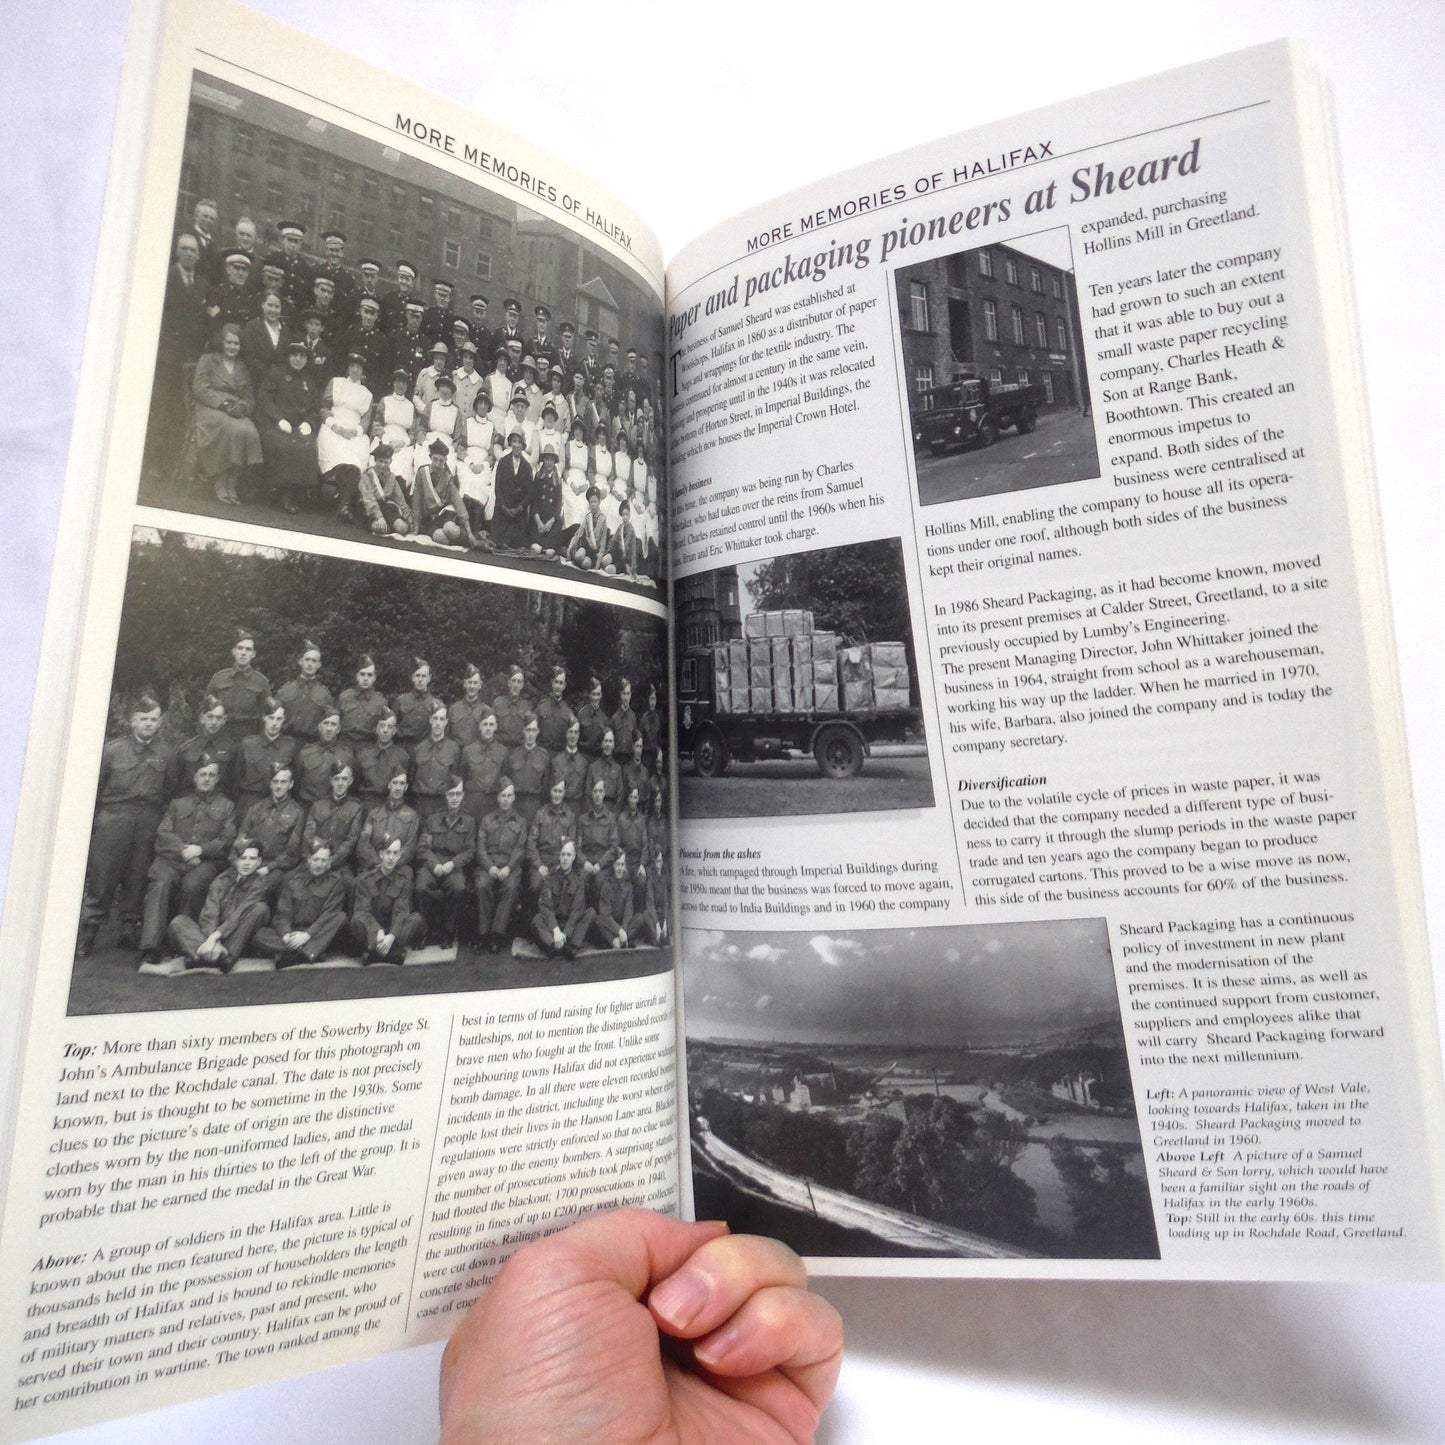 MORE MEMORIES OF HALIFAX
Top: More than sixty members of the Sowerby Bridge St.
John's Ambulance Brigade posed for this photograph on
land next to the Rochdale canal. The date is not precisely
known, but is thought to be sometime in the 1930s. Some
clues to the picture's date of origin are the distinctive
clothes worn by the non-uniformed ladies, and the medal
worn by the man in his thirties to the left of the group. It is
probable that he earned the medal in the Great War.
Above: A group of soldiers in the Halifax area. Little is
known about the men featured here, the picture is typical of
thousands held in the possession of householders the length
and breadth of Halifax and is bound to rekindle memories
of military matters and relatives, past and present, who
served their town and their country. Halifax can be proud of
her contribution in wartime. The town ranked among the
best in terms of fund raising for fighter aircraft and
battleships, not to mention the distinguished records
brave men who fought at the front. Unlike some
neighbouring towns Halifax did not experience
bomb damage. In all there were eleven recorded
incidents in the district, including the worst where
people lost their lives in the Hanson Lane area.
regulations were strictly enforced so that no clue
given away to the enemy bombers. A surprising
the number of prosecutions which took place of people
had flouted the blackout; 1700 prosecutions in 1940,
resulting in fines of up to £200 per week being
the authorities. Railings
were cut down
concrete
case of
MORE MEMORIES OF HALIFAX
Paper and packaging pioneers at Sheard
The business of Samuel Sheard was established at
Woolshops, Halifax in 1860 as a distributor of paper
bags and wrappings for the textile industry. The
business continued for almost a century in the same vein,
and prospering until in the 1940s it was relocated
bottom of Horton Street, in Imperial Buildings, the
which now houses the Imperial Crown Hotel.
family business
this time, the company was being run by Charles
Whittaker, who had taken over the reins from Samuel
Sheard. Charles retained control until the 1960s when his
sons, Brian and Eric Whittaker took charge.
Phoenix from the ashes
A fire, which rampaged through Imperial Buildings during
the 1950s meant that the business was forced to move again,
across the road to India Buildings and in 1960 the company
expanded, purchasing
Hollins Mill in Greetland.
Ten years later the company
had grown to such an extent
that it was able to buy out a
small waste paper recycling
company, Charles Heath &
Son at Range Bank,
Boothtown. This created an
enormous impetus to
expand. Both sides of the
business were centralised at
Hollins Mill, enabling the company to house all its opera-
tions under one roof, although both sides of the business
kept their original names.
In 1986 Sheard Packaging, as it had become known, moved
into its present premises at Calder Street, Greetland, to a site
previously occupied by Lumby's Engineering.
The present Managing Director, John Whittaker joined the
business in 1964, straight from school as a warehouseman,
working his way up the ladder. When he married in 1970,
his wife, Barbara, also joined the company and is today the
company secretary.
Diversification
Due to the volatile cycle of prices in waste paper, it was
decided that the company needed a different type of busi-
ness to carry it through the slump periods in the waste paper
trade and ten years ago the company began to produce
corrugated cartons. This proved to be a wise move as now,
this side of the business accounts for 60% of the business.
Sheard Packaging has a continuous
policy of investment in new plant
and the modernisation of the
premises. It is these aims, as well as
the continued support from customer,
suppliers and employees alike that
will carry Sheard Packaging forward
into the next millennium.
Left: A panoramic view of West Vale,
looking towards Halifax, taken in the
1940s. Sheard Packaging moved to
Greetland in 1960.
Above Left A picture of a Samuel
Sheard & Son lorry, which would have
been a familiar sight on the roads of
Halifax in the early 1960s.
Top: Still in the early 60s. this time
loading up in Rochdale Road, Greetland.